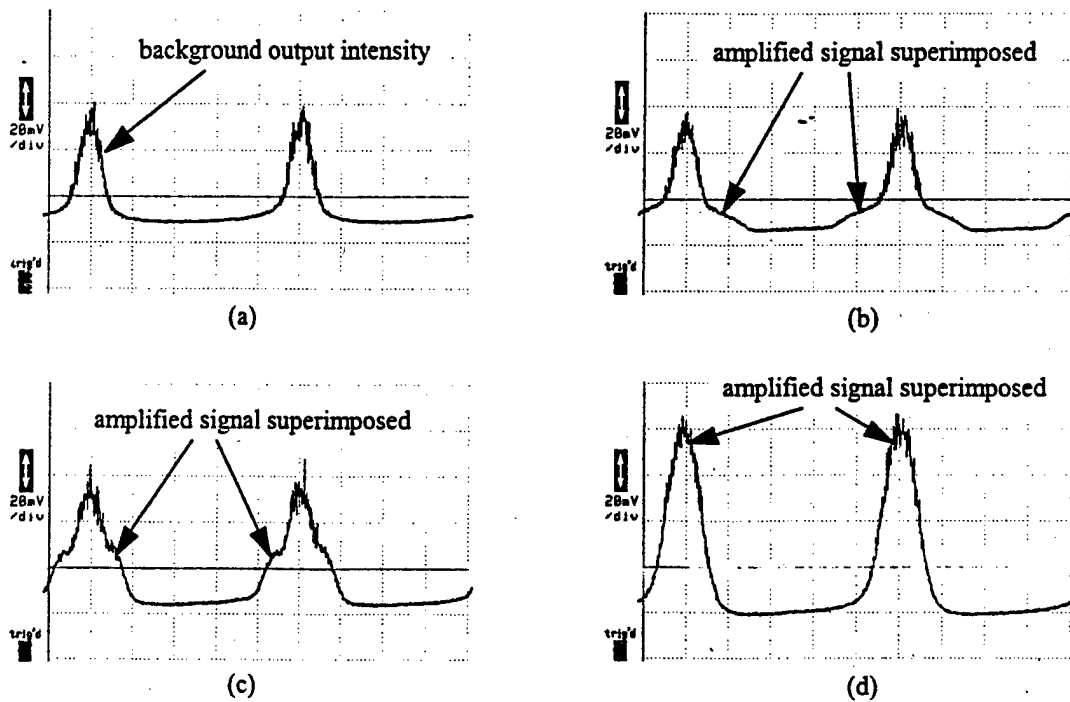 background output intensity
20mV
/div
trig'd
(a)
amplified signal superimposed
20mV
/div
trig'd
(b)
amplified signal superimposed
20mV
/div
trig'd
(c)
amplified signal superimposed
20mV
/div
trig'd
(d)